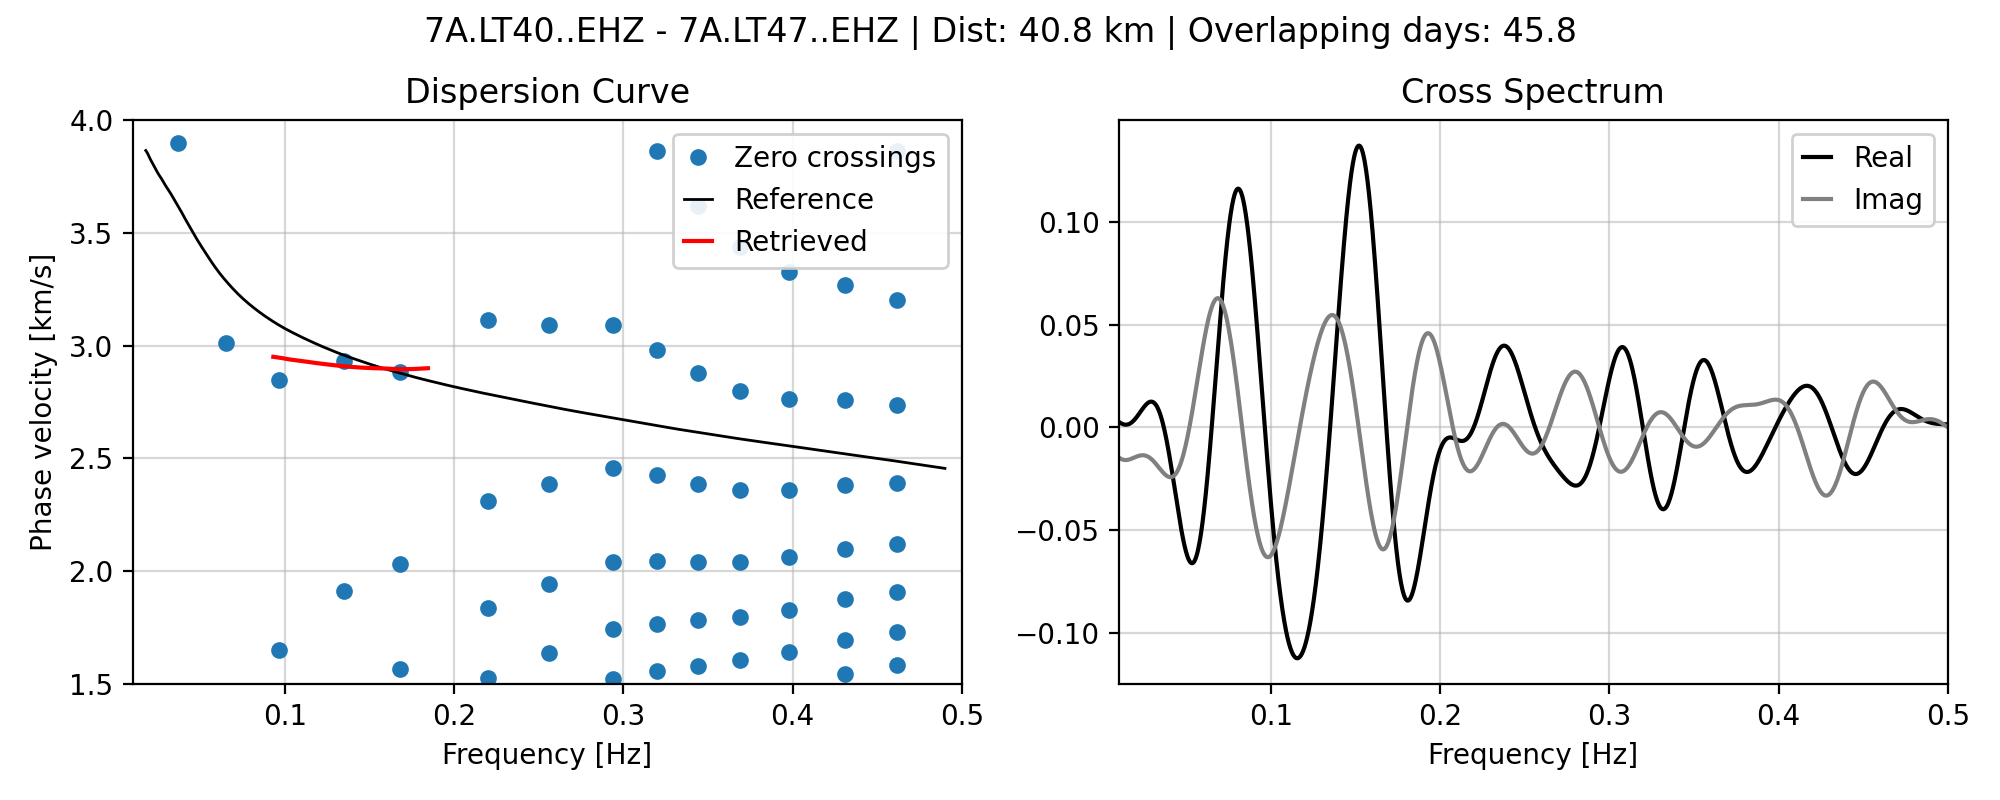 7A.LT40..EHZ - 7A.LT47..EHZ | Dist: 40.8 km | Overlapping days: 45.8
Dispersion Curve
Phase velocity [km/s]
4.0
3.5
3.0
2.5
2.0
1.5
0.1
0.2
0.3
0.4
0.5
Frequency [Hz]
Zero crossings
Reference
Retrieved
Cross Spectrum
0.10
0.05
0.00
−0.05
−0.10
0.1
0.2
0.3
0.4
0.5
Frequency [Hz]
Real
Imag